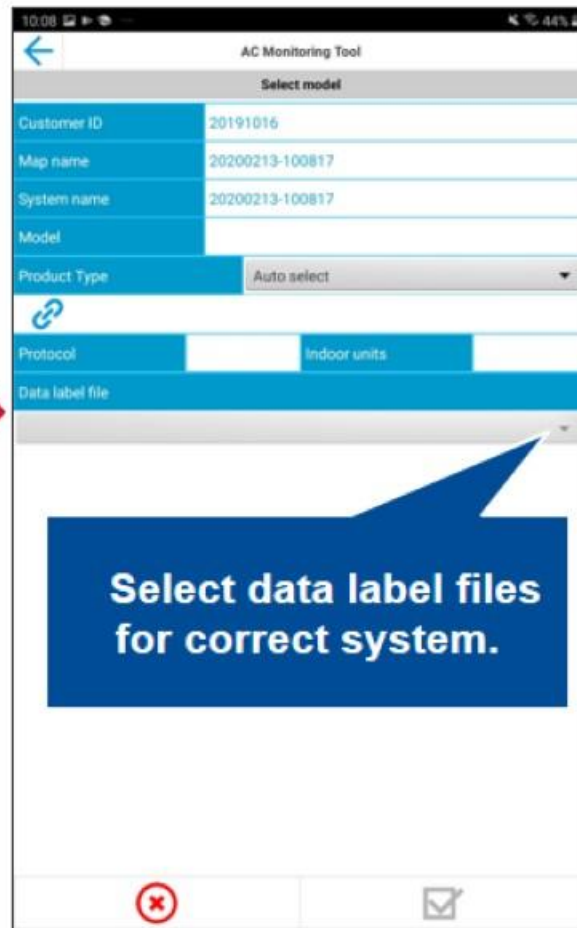 10:08 44%
AC Monitoring Tool
Select model
Customer ID 20191016
Map name 20200213-100817
System name 20200213-100817
Model
Product Type Auto select
Protocol Indoor units
Data label file
Select data label files
for correct system.